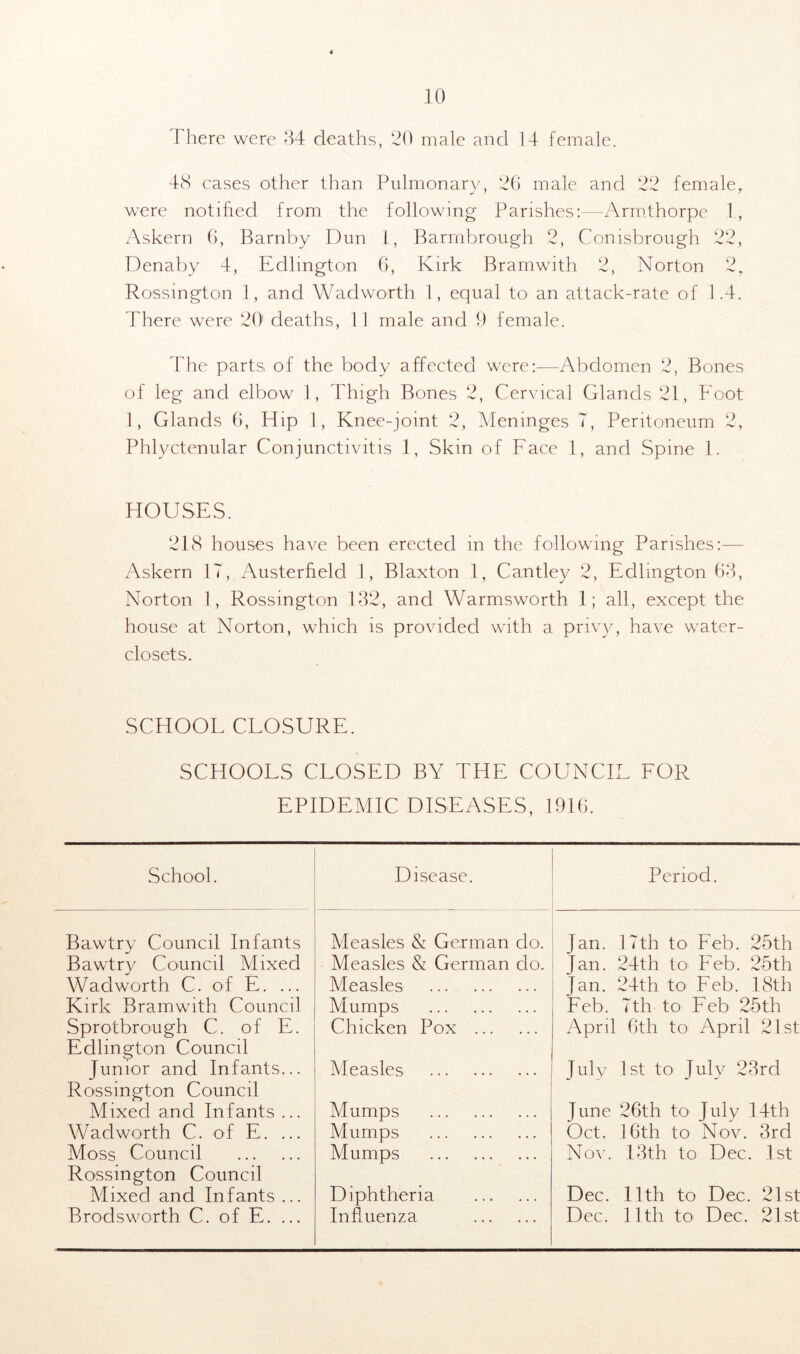 10
There were 34 deaths, 20 male and 14 female.
48 cases other than Pulmonary, 26 male and 22 female,
were notified from the following Parishes:—Armthorpe 1,
Askern 6, Barnby Dun 1, Barmbrough 2, Conisbrough 22,
Denaby 4, Edlington 6, Kirk Bramwith 2, Norton 2,
Rossington 1, and Wadworth 1, equal to an attack-rate of 1.4.
There were 20 deaths, 11 male and 9 female.
The parts of the body affected were:—Abdomen 2, Bones
of leg and elbow 1, Thigh Bones 2, Cervical Glands 21, Foot
1, Glands 6, Hip 1, Knee-joint 2, Meninges 7, Peritoneum 2,
Phlyctenular Conjunctivitis 1, Skin of Face 1, and Spine 1.
HOUSES.
218 houses have been erected in the following Parishes:—
Askern 17, Austerfield 1, Blaxton 1, Cantley 2, Edlington 63,
Norton 1, Rossington 132, and Warmsworth 1; all, except the
house at Norton, which is provided with a privy, have water-
closets.
SCHOOL CLOSURE.
SCHOOLS CLOSED BY THE COUNCIL FOR
EPIDEMIC DISEASES, 1916.
School. Disease. Period.
Bawtry Council Infants Measles & German do. Jan. 17th to Feb. 25th
Bawtry Council Mixed Measles & German do. Jan. 24th to Feb. 25th
Wadworth C. of E. ... Measles ... ... ... Jan. 24th to Feb. 18th
Kirk Bramwith Council Mumps ... ... ... Feb. 7th to Feb 25th
Sprotbrough C. of E. Chicken Pox ... ... April 6th to April 21st
Edlington Council
Junior and Infants... Measles ... ... ... July 1st to July 23rd
Rossington Council
Mixed and Infants ... Mumps ... ... ... June 26th to July 14th
Wadworth C. of E. ... Mumps ... ... ... Oct. 16th to Nov. 3rd
Moss Council ... ... Mumps ... ... ... Nov. 13th to Dec. 1st
Rossington Council
Mixed and Infants ... Diphtheria ... ... Dec. 11th to Dec. 21st
Brodsworth C. of E. ... Influenza ... ... Dec. 11th to Dec. 21st